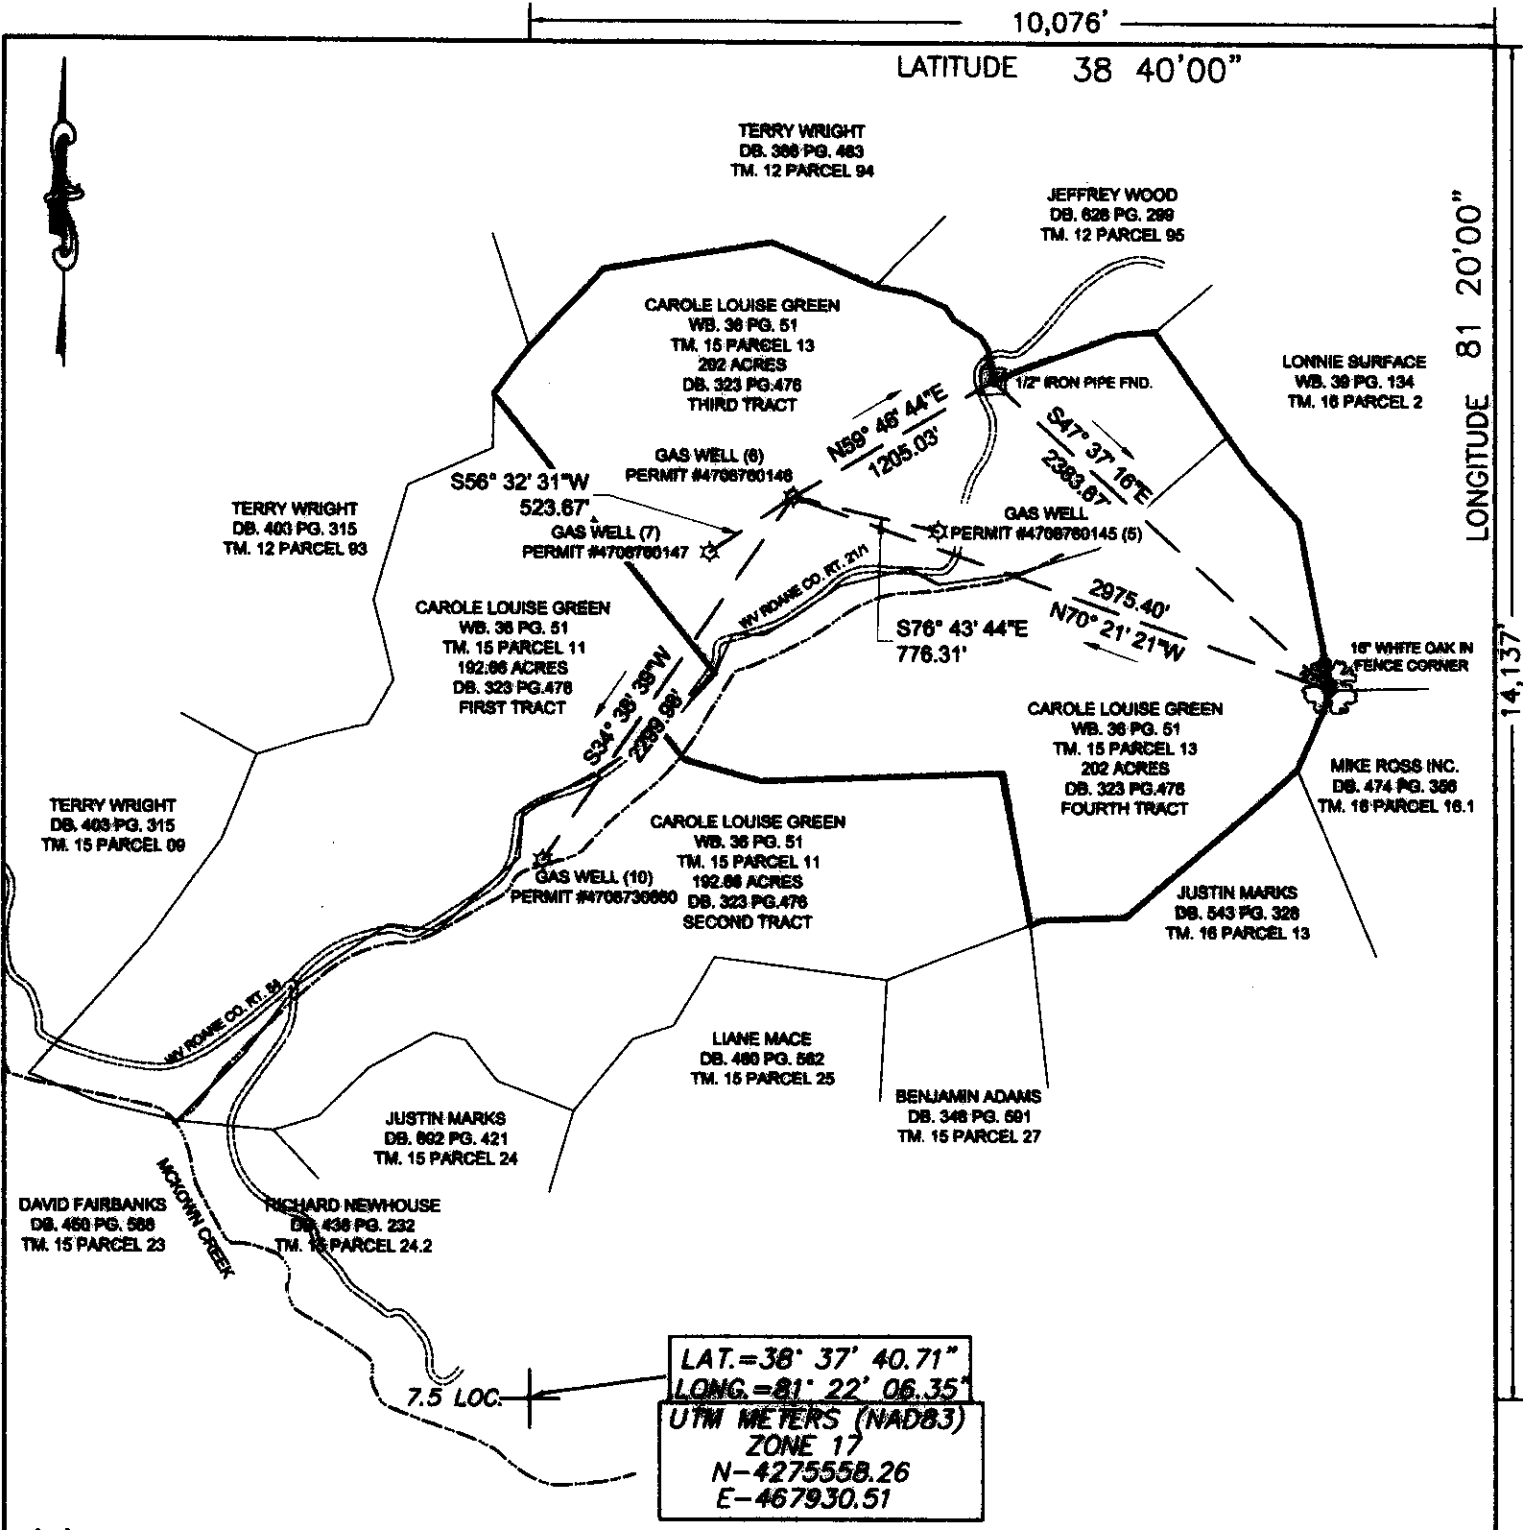 10,076'
LATITUDE 38 40'00"
LONGITUDE 81 20'00"
14,137'
TERRY WRIGHT
DB. 386 PG. 463
TM. 12 PARCEL 94
JEFFREY WOOD
DB. 628 PG. 299
TM. 12 PARCEL 95
CAROLE LOUISE GREEN
WB. 36 PG. 51
TM. 15 PARCEL 13
202 ACRES
DB. 323 PG.476
THIRD TRACT
1/2" IRON PIPE FND.
LONNIE SURFACE
WB. 39 PG. 134
TM. 16 PARCEL 2
N59° 46' 44"E
1205.03'
S47° 37' 16"E
2383.67'
GAS WELL (6)
PERMIT #4708760146
S56° 32' 31"W
523.67'
TERRY WRIGHT
DB. 403 PG. 315
TM. 12 PARCEL 93
GAS WELL (7)
PERMIT #4708760147
GAS WELL
PERMIT #4708760145 (5)
WV ROANE CO. RT. 21/1
2975.40'
N70° 21' 21"W
CAROLE LOUISE GREEN
WB. 36 PG. 51
TM. 15 PARCEL 11
192.66 ACRES
DB. 323 PG.476
FIRST TRACT
S76° 43' 44"E
776.31'
16" WHITE OAK IN
FENCE CORNER
S34° 38' 39"W
2299.98'
CAROLE LOUISE GREEN
WB. 36 PG. 51
TM. 15 PARCEL 13
202 ACRES
DB. 323 PG.476
FOURTH TRACT
MIKE ROSS INC.
DB. 474 PG. 356
TM. 16 PARCEL 16.1
TERRY WRIGHT
DB. 403 PG. 315
TM. 15 PARCEL 09
CAROLE LOUISE GREEN
WB. 36 PG. 51
TM. 15 PARCEL 11
192.66 ACRES
DB. 323 PG.476
SECOND TRACT
GAS WELL (10)
PERMIT #4708730660
JUSTIN MARKS
DB. 543 PG. 326
TM. 16 PARCEL 13
WV ROANE CO. RT. 54
LIANE MACE
DB. 460 PG. 562
TM. 15 PARCEL 25
BENJAMIN ADAMS
DB. 348 PG. 591
TM. 15 PARCEL 27
JUSTIN MARKS
DB. 602 PG. 421
TM. 15 PARCEL 24
MCKOWN CREEK
DAVID FAIRBANKS
DB. 450 PG. 566
TM. 15 PARCEL 23
RICHARD NEWHOUSE
DB. 436 PG. 232
TM. 15 PARCEL 24.2
7.5 LOC.
LAT.=38° 37' 40.71"
LONG.=81° 22' 06.35"
UTM METERS (NAD83)
ZONE 17
N-4275558.26
E-467930.51